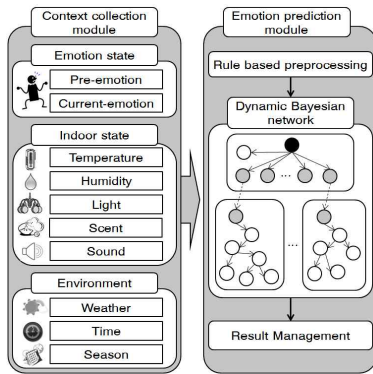 Context collection
module
Emotion state
Pre-emotion
Current-emotion
Indoor state
Temperature
Humidity
Light
Scent
Sound
Environment
Weather
Time
Season
Emotion prediction
module
Rule based preprocessing
Dynamic Bayesian
network
...
...
Result Management